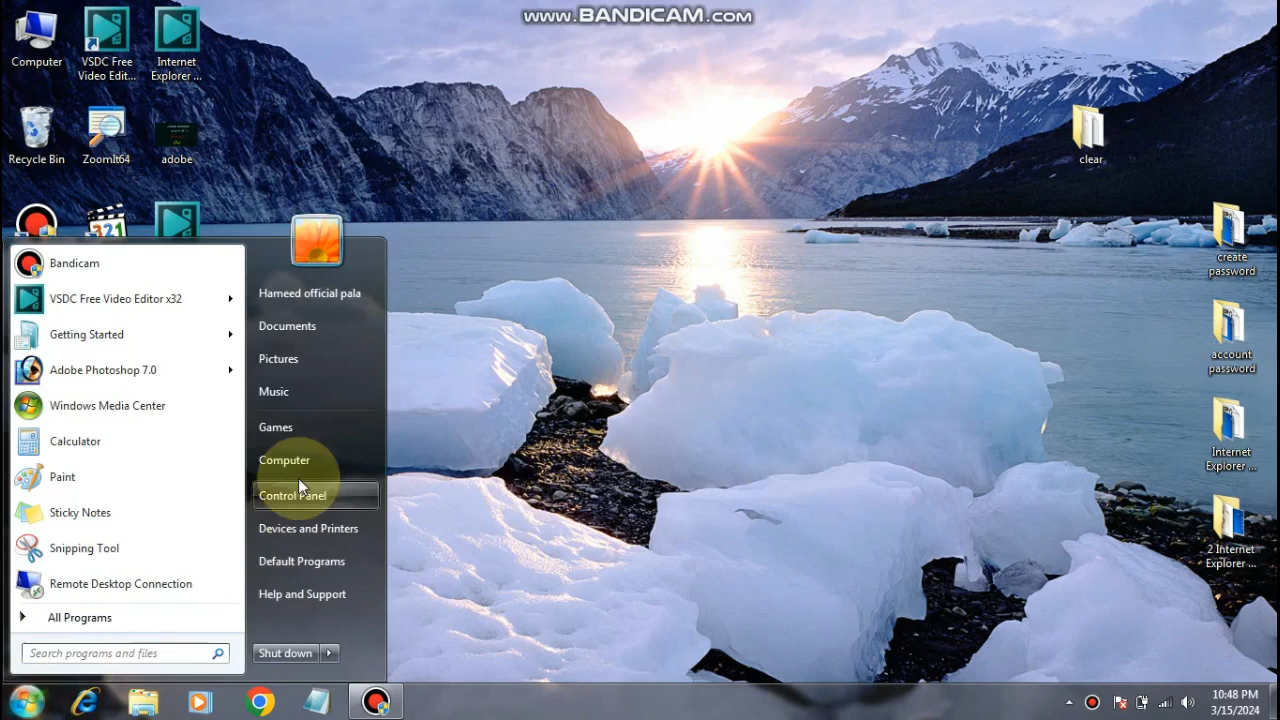 www.BANDICAM.com
Computer
VSDC Free
Video Edit...
Internet
Explorer ...
Recycle Bin
ZoomIt64
adobe
clear
create
password
account
password
Internet
Explorer ...
2 Internet
Explorer ...
321
Bandicam
VSDC Free Video Editor x32
Getting Started
Adobe Photoshop 7.0
Windows Media Center
Calculator
Paint
Sticky Notes
Snipping Tool
Remote Desktop Connection
All Programs
Search programs and files
Hameed official pala
Documents
Pictures
Music
Games
Computer
Control Panel
Devices and Printers
Default Programs
Help and Support
Shut down
10:48 PM
3/15/2024